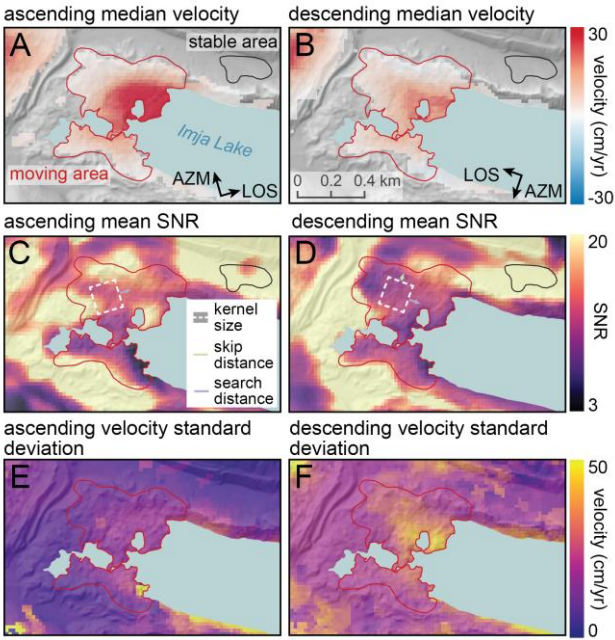 ascending median velocity
descending median velocity
A
stable area
Imja Lake
moving area
AZM
LOS
B
0 0.2 0.4 km
LOS
AZM
30
velocity (cm/yr)
-30
ascending mean SNR
descending mean SNR
C
kernel
size
skip
distance
search
distance
D
20
SNR
3
ascending velocity standard
deviation
descending velocity standard
deviation
E
F
50
velocity (cm/yr)
0